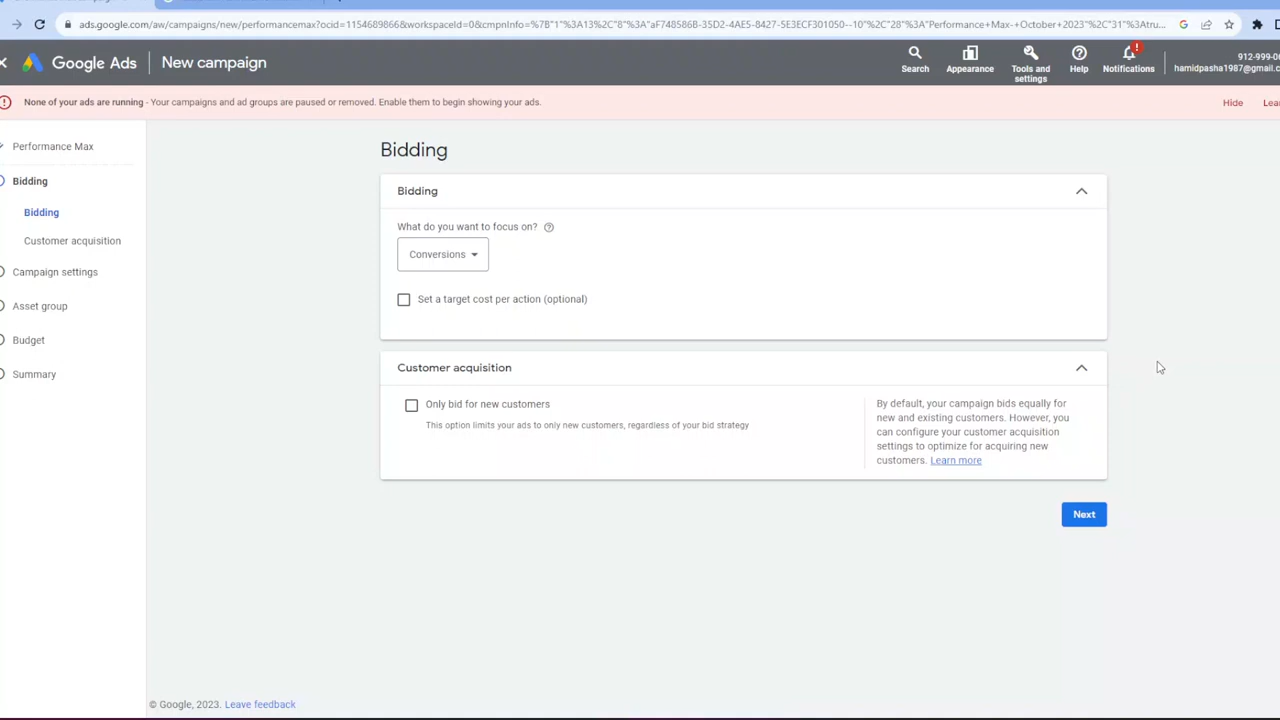 ads.google.com/aw/campaigns/new/performancemax?ocid=1154689866&workspaceId=0&cmpnInfo=%7B"1"%3A13%2C"8"%3A"aF748586B-35D2-4AE5-8427-5E3ECF301050--10"%2C"28"%3A"Performance+Max-+October+2023"%2C"31"%3Atru...
Google Ads
New campaign
Search
Appearance
Tools and
settings
Help
Notifications
912-999-0
hamidpasha1987@gmail.c
None of your ads are running - Your campaigns and ad groups are paused or removed. Enable them to begin showing your ads.
Hide
Lea
Performance Max
Bidding
Bidding
Customer acquisition
Campaign settings
Asset group
Budget
Summary
Bidding
Bidding
What do you want to focus on?
Conversions
Set a target cost per action (optional)
Customer acquisition
Only bid for new customers
This option limits your ads to only new customers, regardless of your bid strategy
By default, your campaign bids equally for
new and existing customers. However, you
can configure your customer acquisition
settings to optimize for acquiring new
customers. Learn more
Next
© Google, 2023. Leave feedback